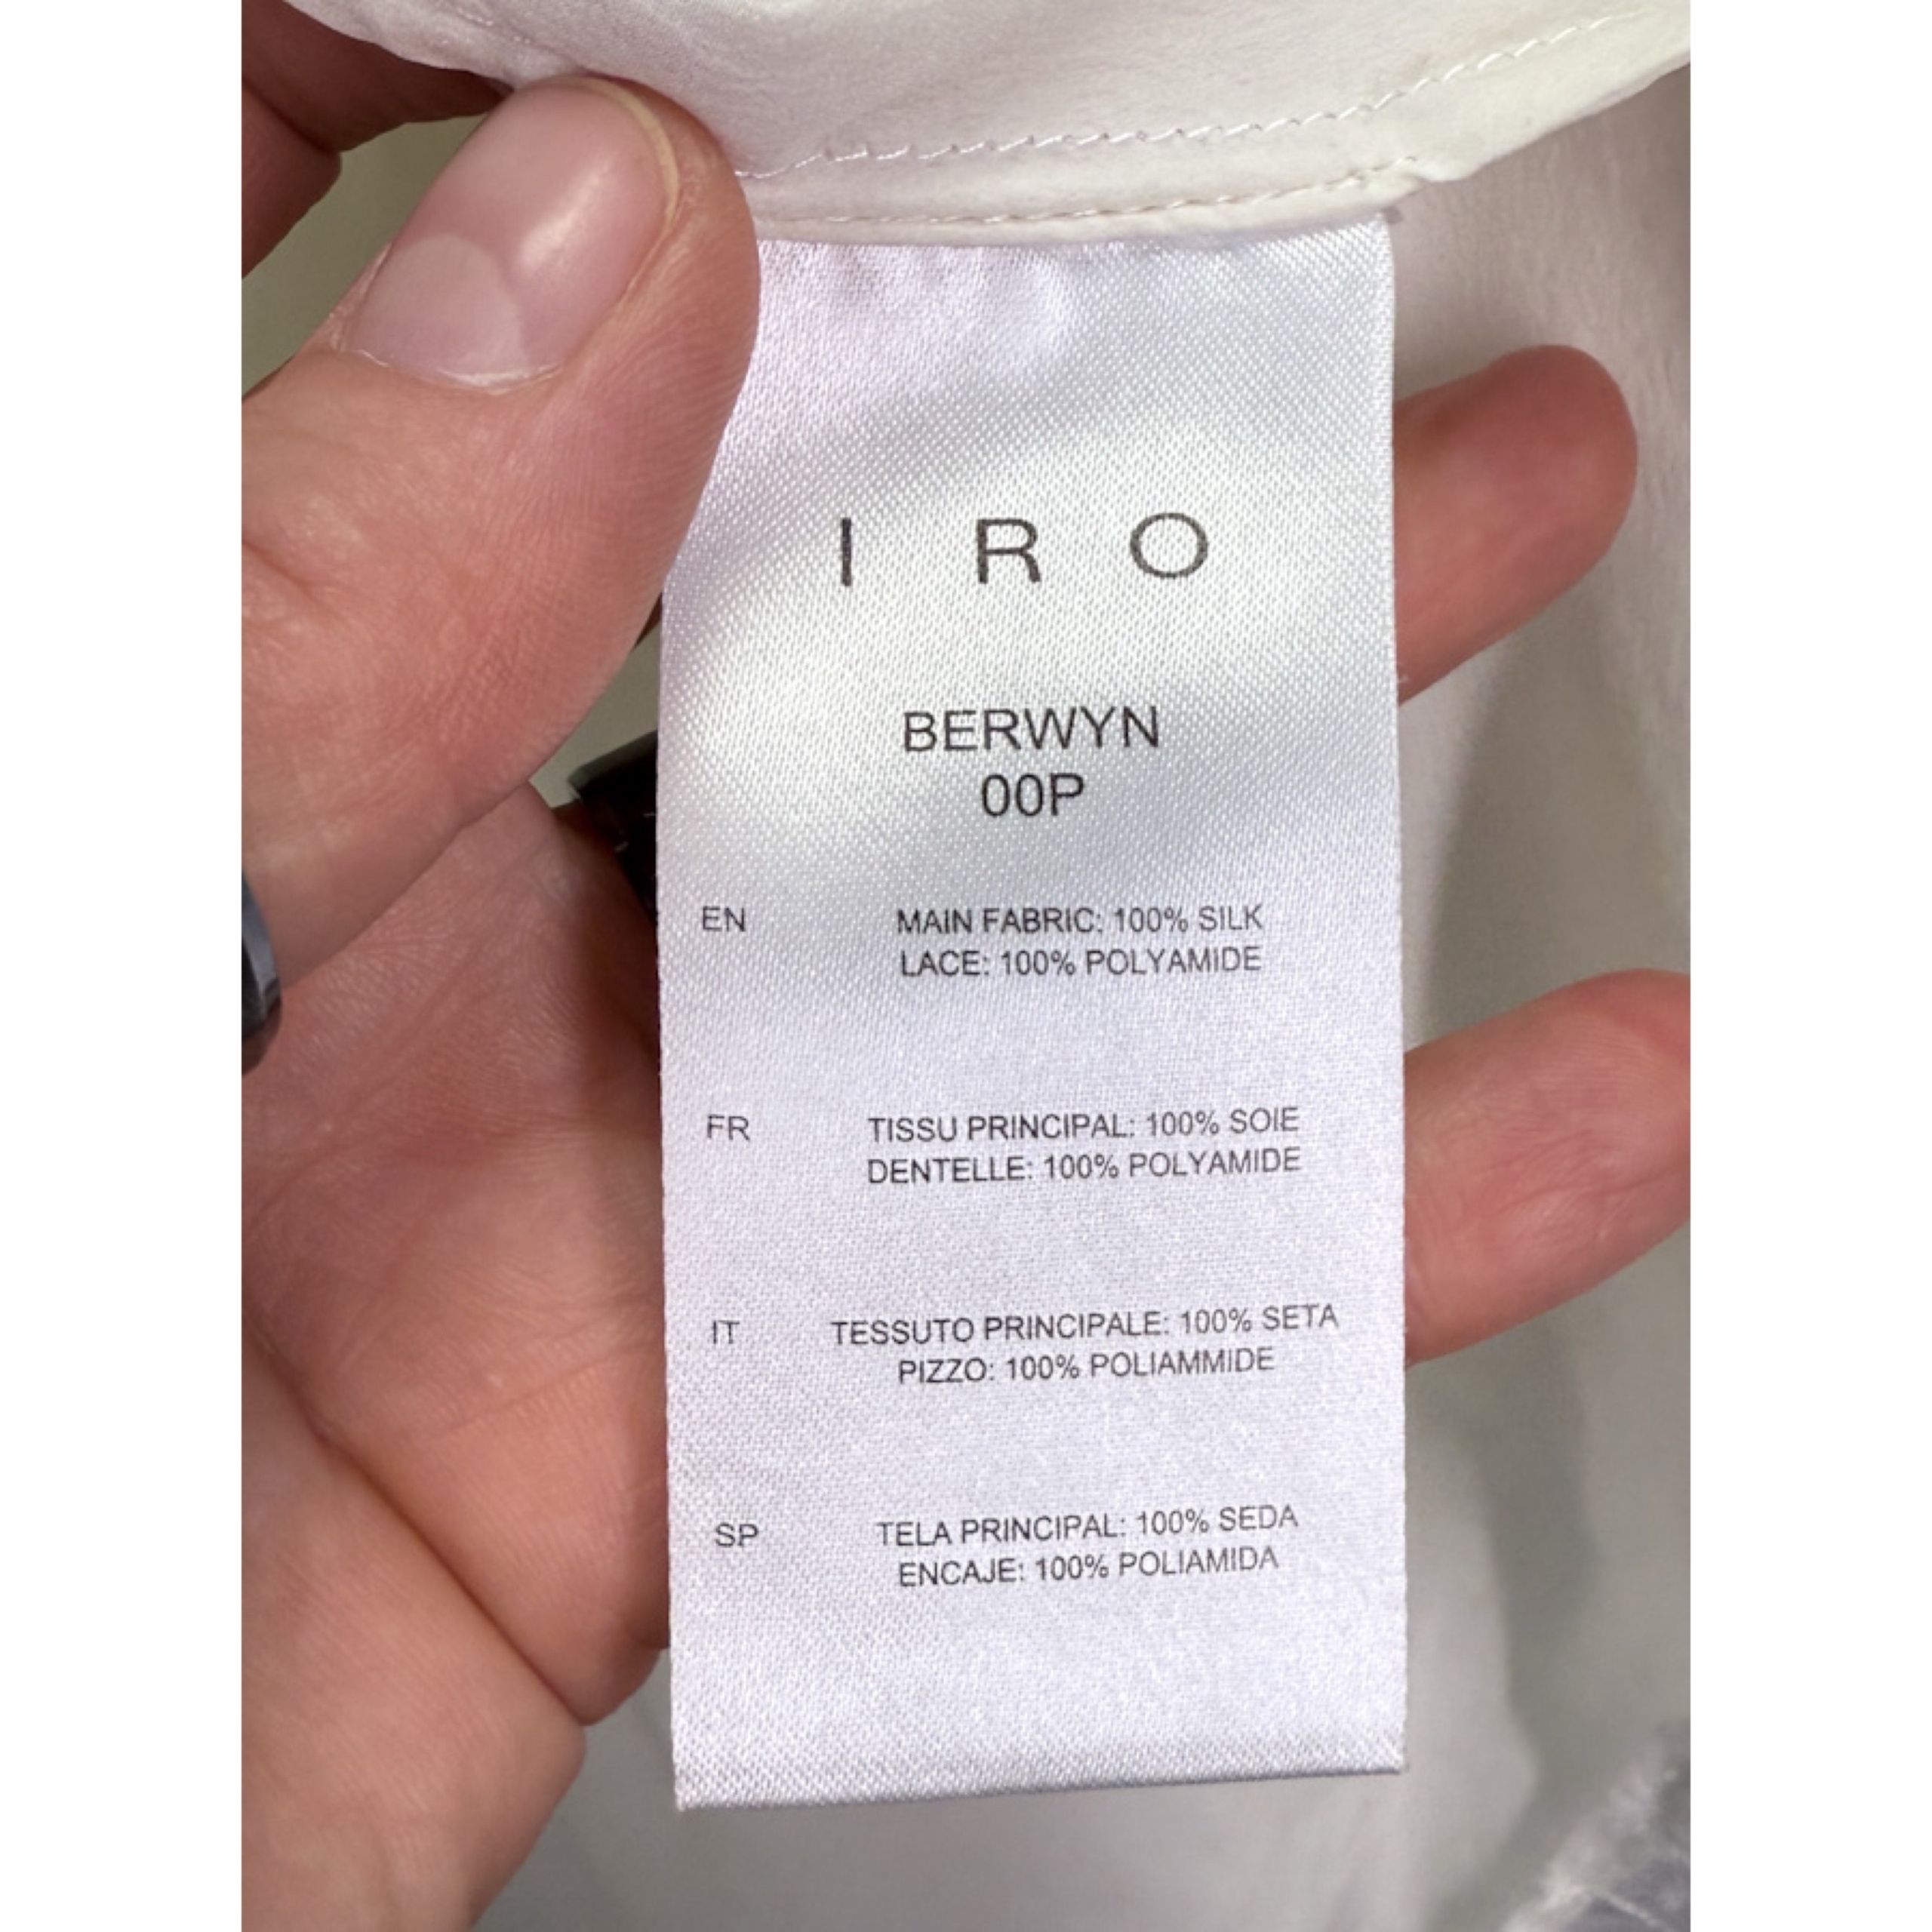 I R O
BERWYN
00P
EN MAIN FABRIC: 100% SILK
LACE: 100% POLYAMIDE
FR TISSU PRINCIPAL: 100% SOIE
DENTELLE: 100% POLYAMIDE
IT TESSUTO PRINCIPALE: 100% SETA
PIZZO: 100% POLIAMMIDE
SP TELA PRINCIPAL: 100% SEDA
ENCAJE: 100% POLIAMIDA